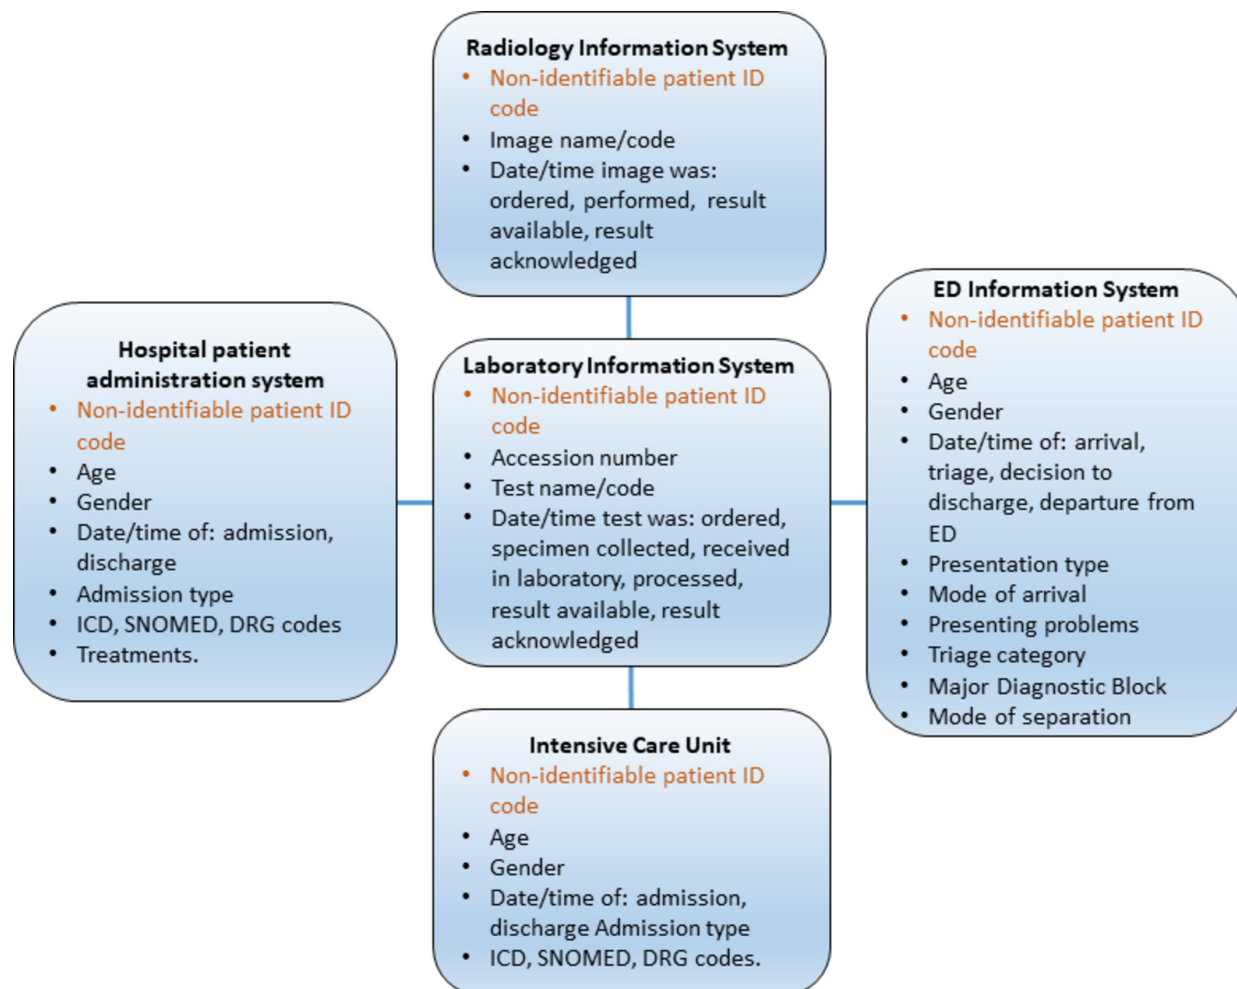 Radiology Information System
• Non-identifiable patient ID
code
• Image name/code
• Date/time image was:
ordered, performed, result
available, result
acknowledged
Hospital patient
administration system
• Non-identifiable patient ID
code
• Age
• Gender
• Date/time of: admission,
discharge
• Admission type
• ICD, SNOMED, DRG codes
• Treatments.
Laboratory Information System
• Non-identifiable patient ID
code
• Accession number
• Test name/code
• Date/time test was: ordered,
specimen collected, received
in laboratory, processed,
result available, result
acknowledged
ED Information System
• Non-identifiable patient ID
code
• Age
• Gender
• Date/time of: arrival,
triage, decision to
discharge, departure from
ED
• Presentation type
• Mode of arrival
• Presenting problems
• Triage category
• Major Diagnostic Block
• Mode of separation
Intensive Care Unit
• Non-identifiable patient ID
code
• Age
• Gender
• Date/time of: admission,
discharge Admission type
• ICD, SNOMED, DRG codes.